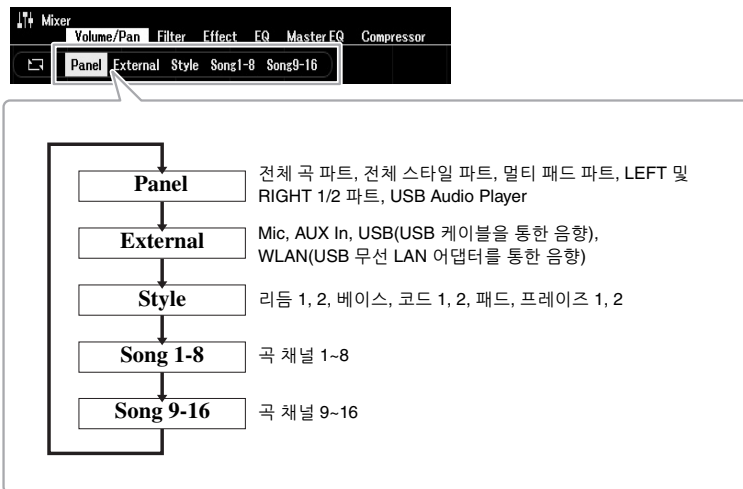 Mixer
Volume/Pan Filter Effect EQ Master EQ Compressor
Panel External Style Song1-8 Song9-16
Panel 전체 곡 파트, 전체 스타일 파트, 멀티 패드 파트, LEFT 및
RIGHT 1/2 파트, USB Audio Player
External Mic, AUX In, USB(USB 케이블을 통한 음향),
WLAN(USB 무선 LAN 어댑터를 통한 음향)
Style 리듬 1, 2, 베이스, 코드 1, 2, 패드, 프레이즈 1, 2
Song 1-8 곡 채널 1~8
Song 9-16 곡 채널 9~16